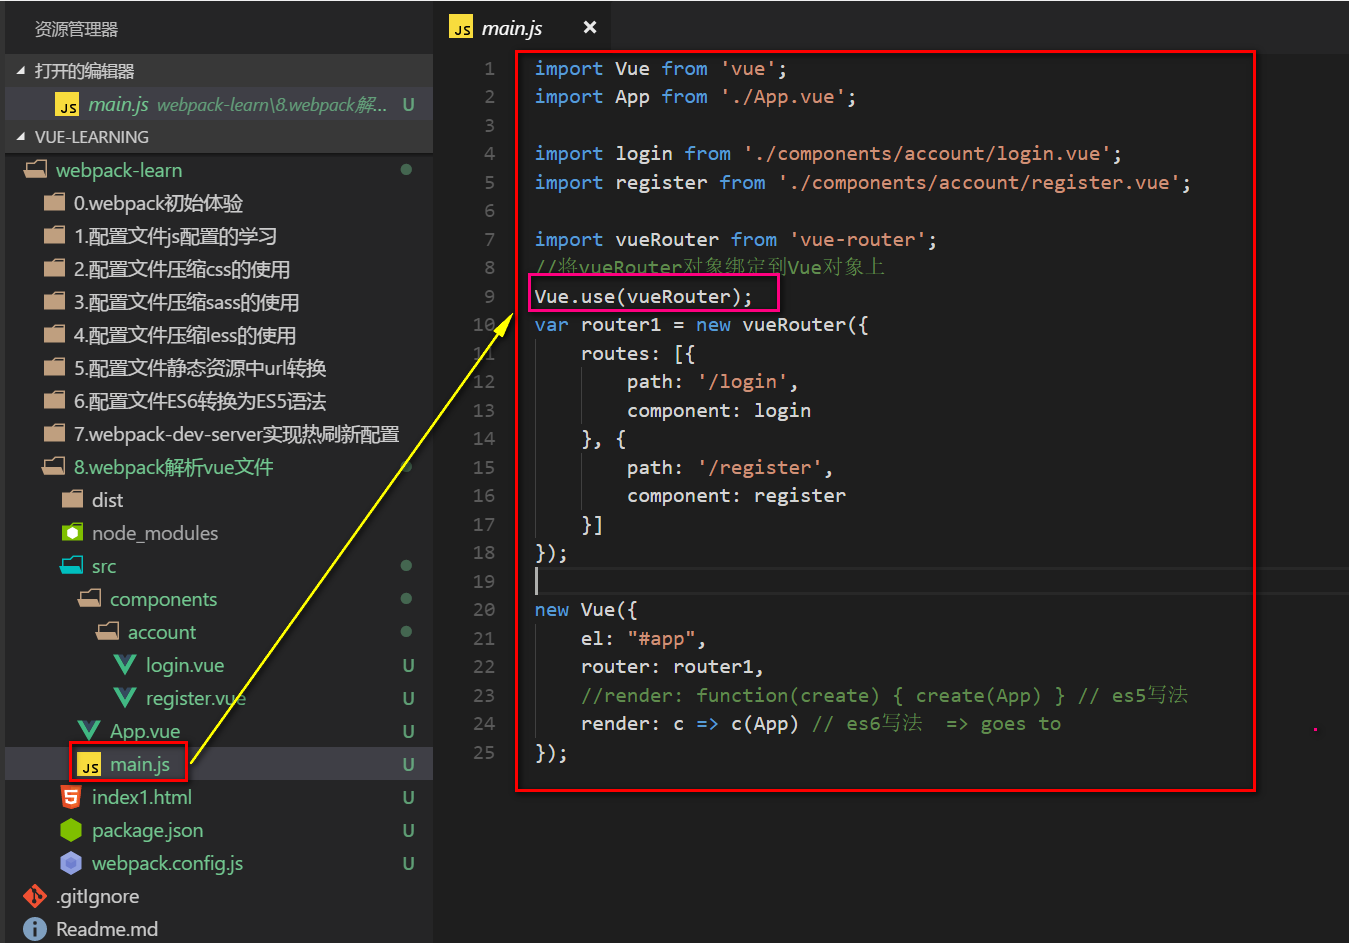 资源管理器
打开的编辑器
JS main.js webpack-learn\8.webpack解... U
VUE-LEARNING
webpack-learn
0.webpack初始体验
1.配置文件js配置的学习
2.配置文件压缩css的使用
3.配置文件压缩sass的使用
4.配置文件压缩less的使用
5.配置文件静态资源中url转换
6.配置文件ES6转换为ES5语法
7.webpack-dev-server实现热刷新配置
8.webpack解析vue文件
dist
node_modules
src
components
account
login.vue U
register.vue U
App.vue U
JS main.js U
index1.html U
package.json U
webpack.config.js U
.gitIgnore
Readme.md
JS main.js ×
1 import Vue from 'vue';
2 import App from './App.vue';
3
4 import login from './components/account/login.vue';
5 import register from './components/account/register.vue';
6
7 import vueRouter from 'vue-router';
8 //将vueRouter对象绑定到Vue对象上
9 Vue.use(vueRouter);
10 var router1 = new vueRouter({
11 routes: [{
12 path: '/login',
13 component: login
14 }, {
15 path: '/register',
16 component: register
17 }]
18 });
19
20 new Vue({
21 el: "#app",
22 router: router1,
23 //render: function(create) { create(App) } // es5写法
24 render: c => c(App) // es6写法 => goes to
25 });